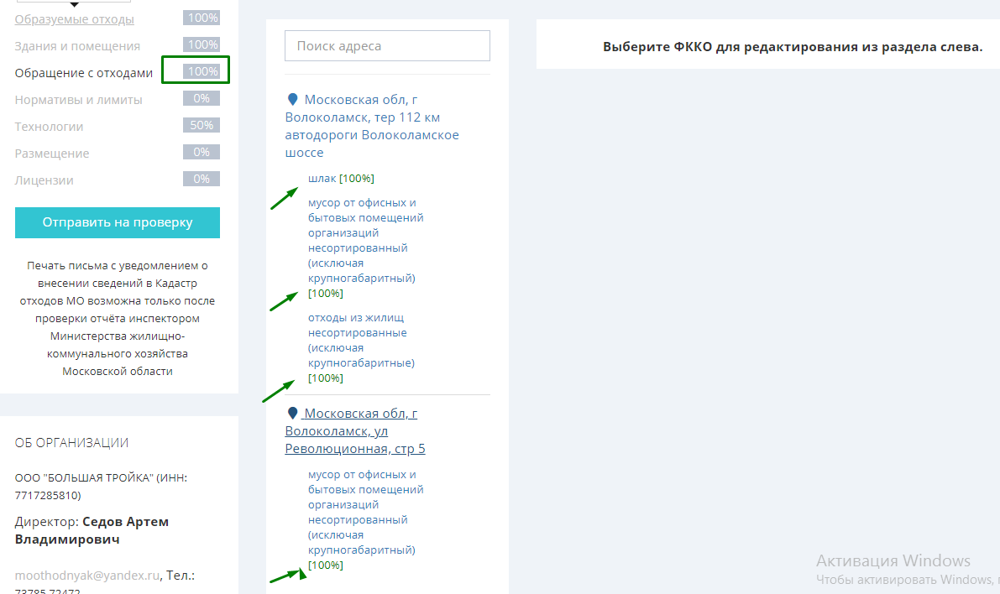 Образуемые отходы 100%
Здания и помещения 100%
Обращение с отходами 100%
Нормативы и лимиты 0%
Технологии 50%
Размещение 0%
Лицензии 0%
Отправить на проверку
Печать письма с уведомлением о
внесении сведений в Кадастр
отходов МО возможна только после
проверки отчёта инспектором
Министерства жилищно-
коммунального хозяйства
Московской области
ОБ ОРГАНИЗАЦИИ
ООО "БОЛЬШАЯ ТРОЙКА" (ИНН:
7717285810)
Директор: Седов Артем
Владимирович
moothodnyak@yandex.ru, Тел.:
73785 72472
Поиск адреса
Московская обл, г
Волоколамск, тер 112 км
автодороги Волоколамское
шоссе
шлак [100%]
мусор от офисных и
бытовых помещений
организаций
несортированный
(исключая
крупногабаритный)
[100%]
отходы из жилищ
несортированные
(исключая
крупногабаритные)
[100%]
Московская обл, г
Волоколамск, ул
Революционная, стр 5
мусор от офисных и
бытовых помещений
организаций
несортированный
(исключая
крупногабаритный)
[100%]
Выберите ФККО для редактирования из раздела слева.
Активация Windows
Чтобы активировать Windows,